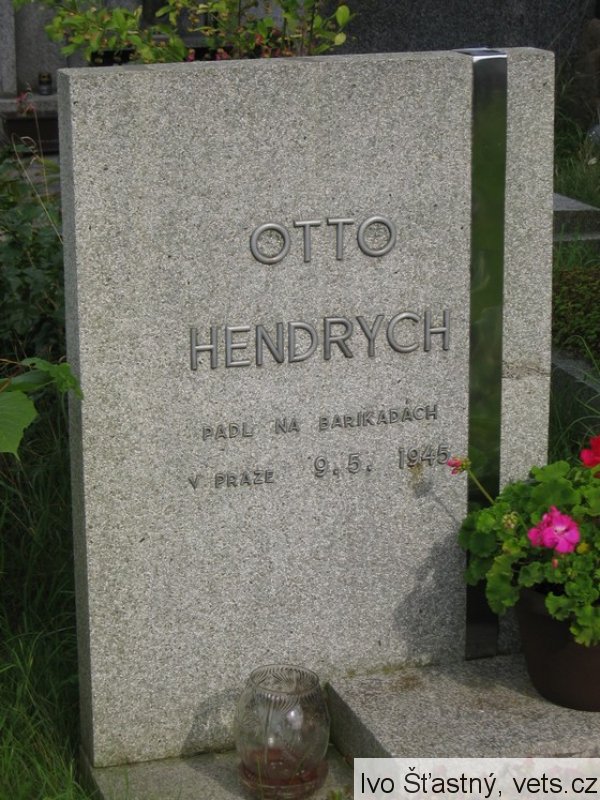 OTTO
HENDRYCH
PADL NA BARIKÁDÁCH
V PRAZE 9.5. 1945
Ivo Šťastný, vets.cz